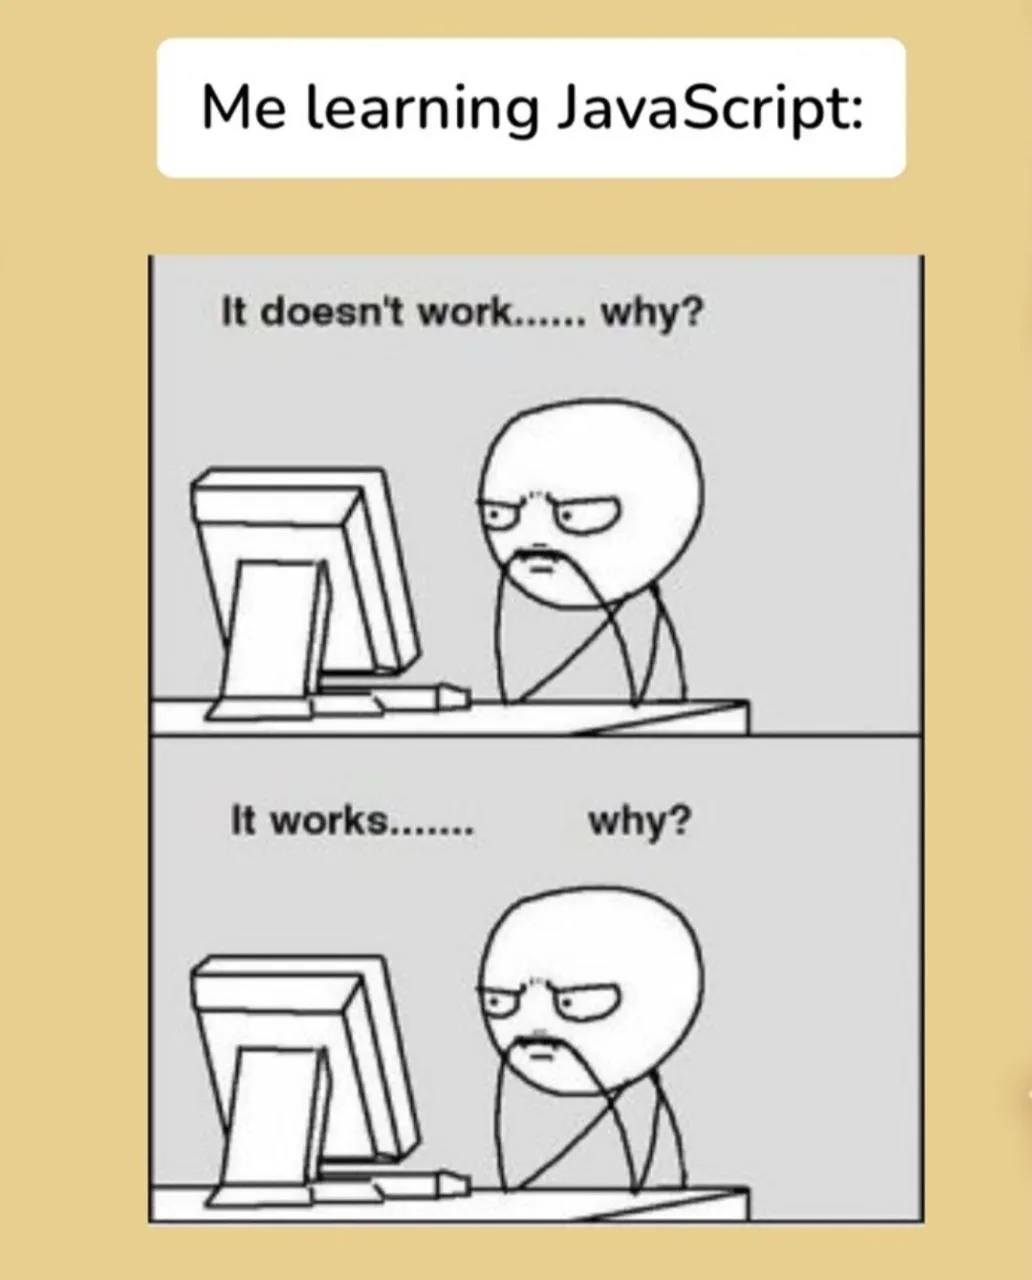 Me learning JavaScript:
It doesn't work...... why?
It works....... why?